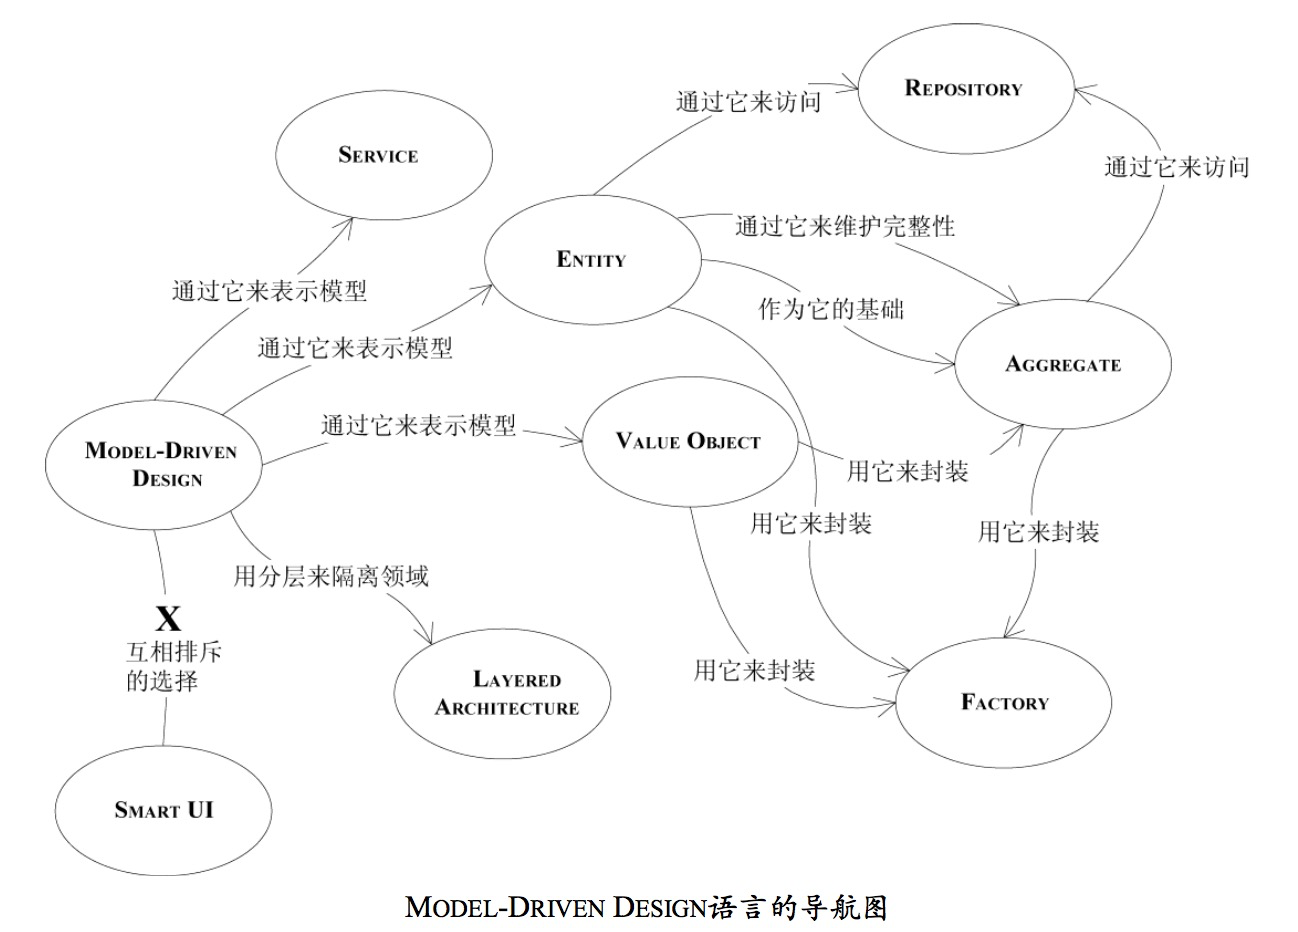 REPOSITORY
通过它来访问
SERVICE
通过它来访问
通过它来维护完整性
ENTITY
通过它来表示模型
作为它的基础
通过它来表示模型
AGGREGATE
通过它来表示模型
VALUE OBJECT
MODEL-DRIVEN
DESIGN
用它来封装
用它来封装
用它来封装
用分层来隔离领域
X
互相排斥
的选择
用它来封装
LAYERED
ARCHITECTURE
FACTORY
SMART UI
MODEL-DRIVEN DESIGN语言的导航图